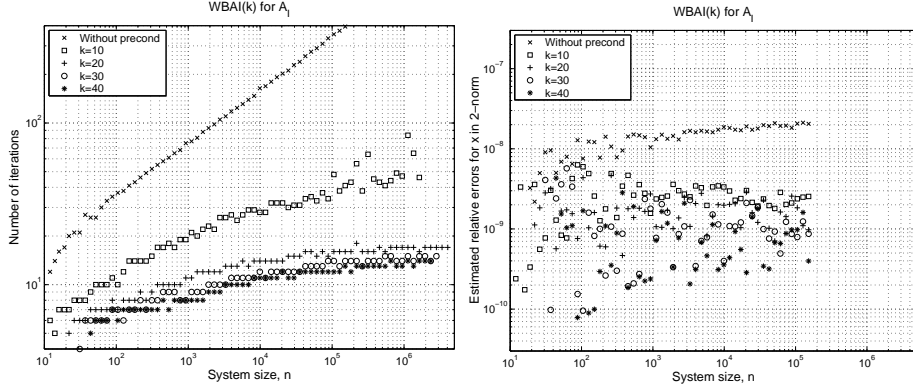 WBAI(k) for A_l
Number of iterations
10^2
10^1
Without precond
k=10
k=20
k=30
k=40
10^1 10^2 10^3 10^4 10^5 10^6
System size, n
WBAI(k) for A_l
Estimated relative errors for x in 2−norm
10^−7
10^−8
10^−9
10^−10
Without precond
k=10
k=20
k=30
k=40
10^1 10^2 10^3 10^4 10^5 10^6
System size, n